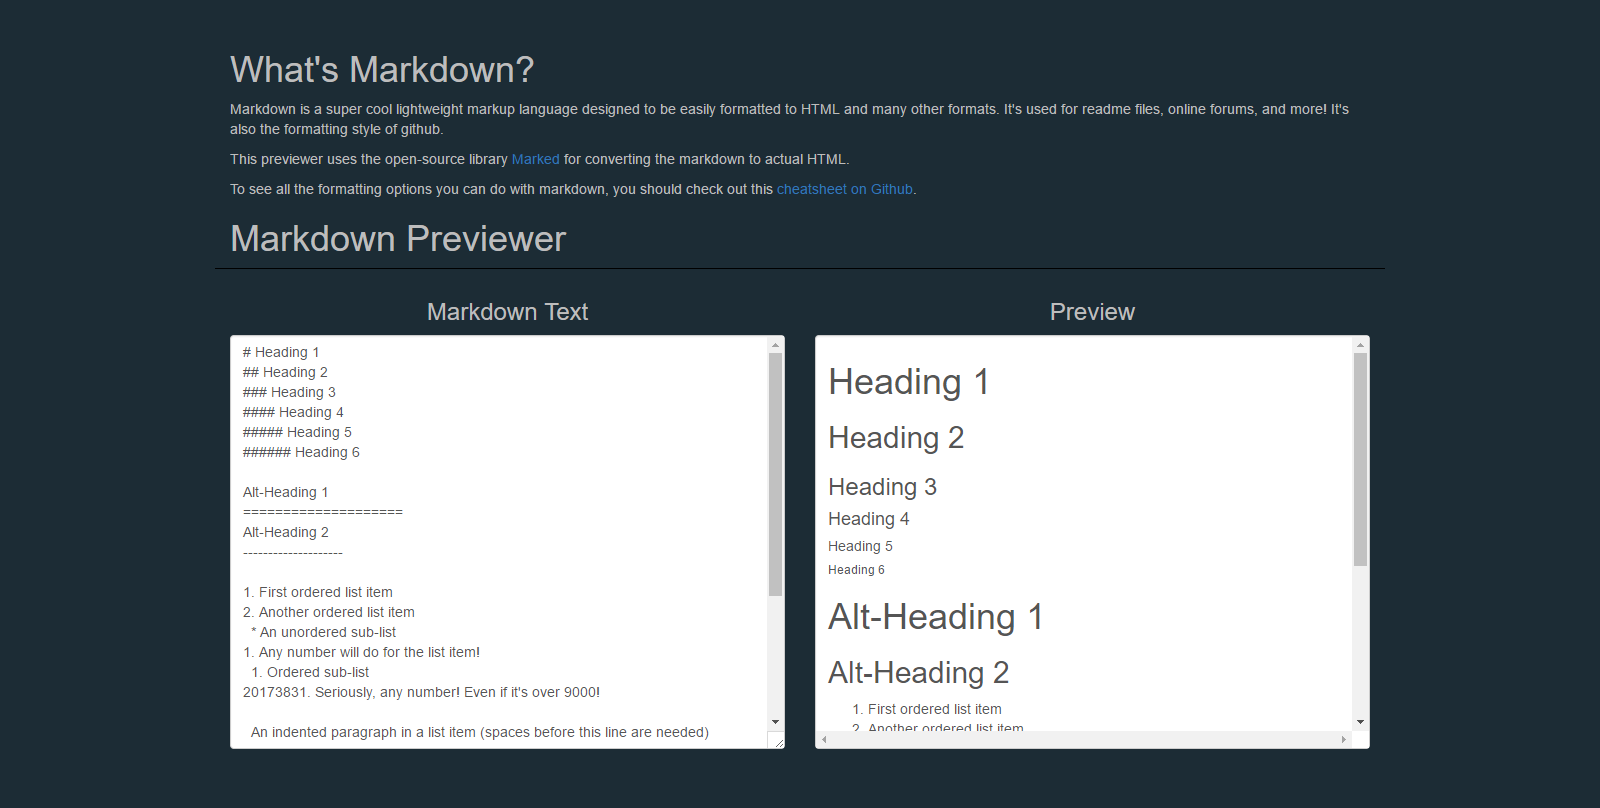 What's Markdown?
Markdown is a super cool lightweight markup language designed to be easily formatted to HTML and many other formats. It's used for readme files, online forums, and more! It's
also the formatting style of github.
This previewer uses the open-source library Marked for converting the markdown to actual HTML.
To see all the formatting options you can do with markdown, you should check out this cheatsheet on Github.
Markdown Previewer
Markdown Text
# Heading 1
## Heading 2
### Heading 3
#### Heading 4
##### Heading 5
###### Heading 6
Alt-Heading 1
====================
Alt-Heading 2
--------------------
1. First ordered list item
2. Another ordered list item
* An unordered sub-list
1. Any number will do for the list item!
1. Ordered sub-list
20173831. Seriously, any number! Even if it's over 9000!
An indented paragraph in a list item (spaces before this line are needed)
Preview
Heading 1
Heading 2
Heading 3
Heading 4
Heading 5
Heading 6
Alt-Heading 1
Alt-Heading 2
1. First ordered list item
2. Another ordered list item